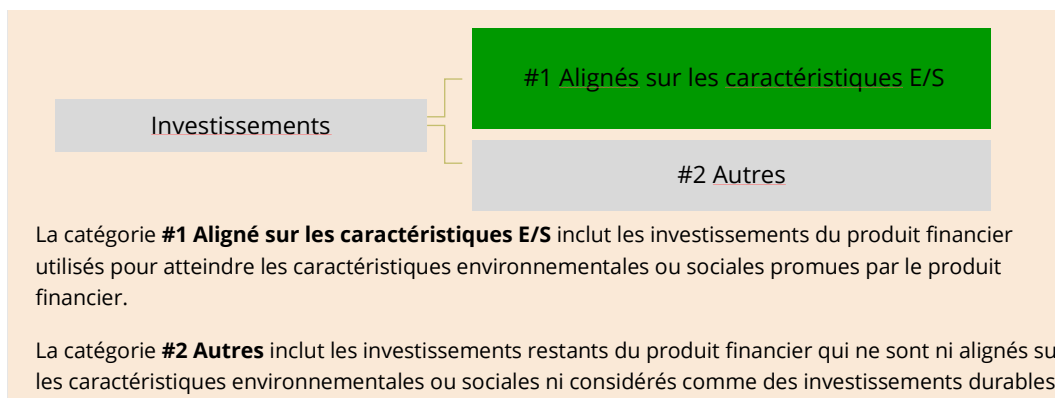 #1 Alignés sur les caractéristiques E/S
Investissements
#2 Autres
La catégorie #1 Aligné sur les caractéristiques E/S inclut les investissements du produit financier
utilisés pour atteindre les caractéristiques environnementales ou sociales promues par le produit
financier.
La catégorie #2 Autres inclut les investissements restants du produit financier qui ne sont ni alignés su
les caractéristiques environnementales ou sociales ni considérés comme des investissements durables